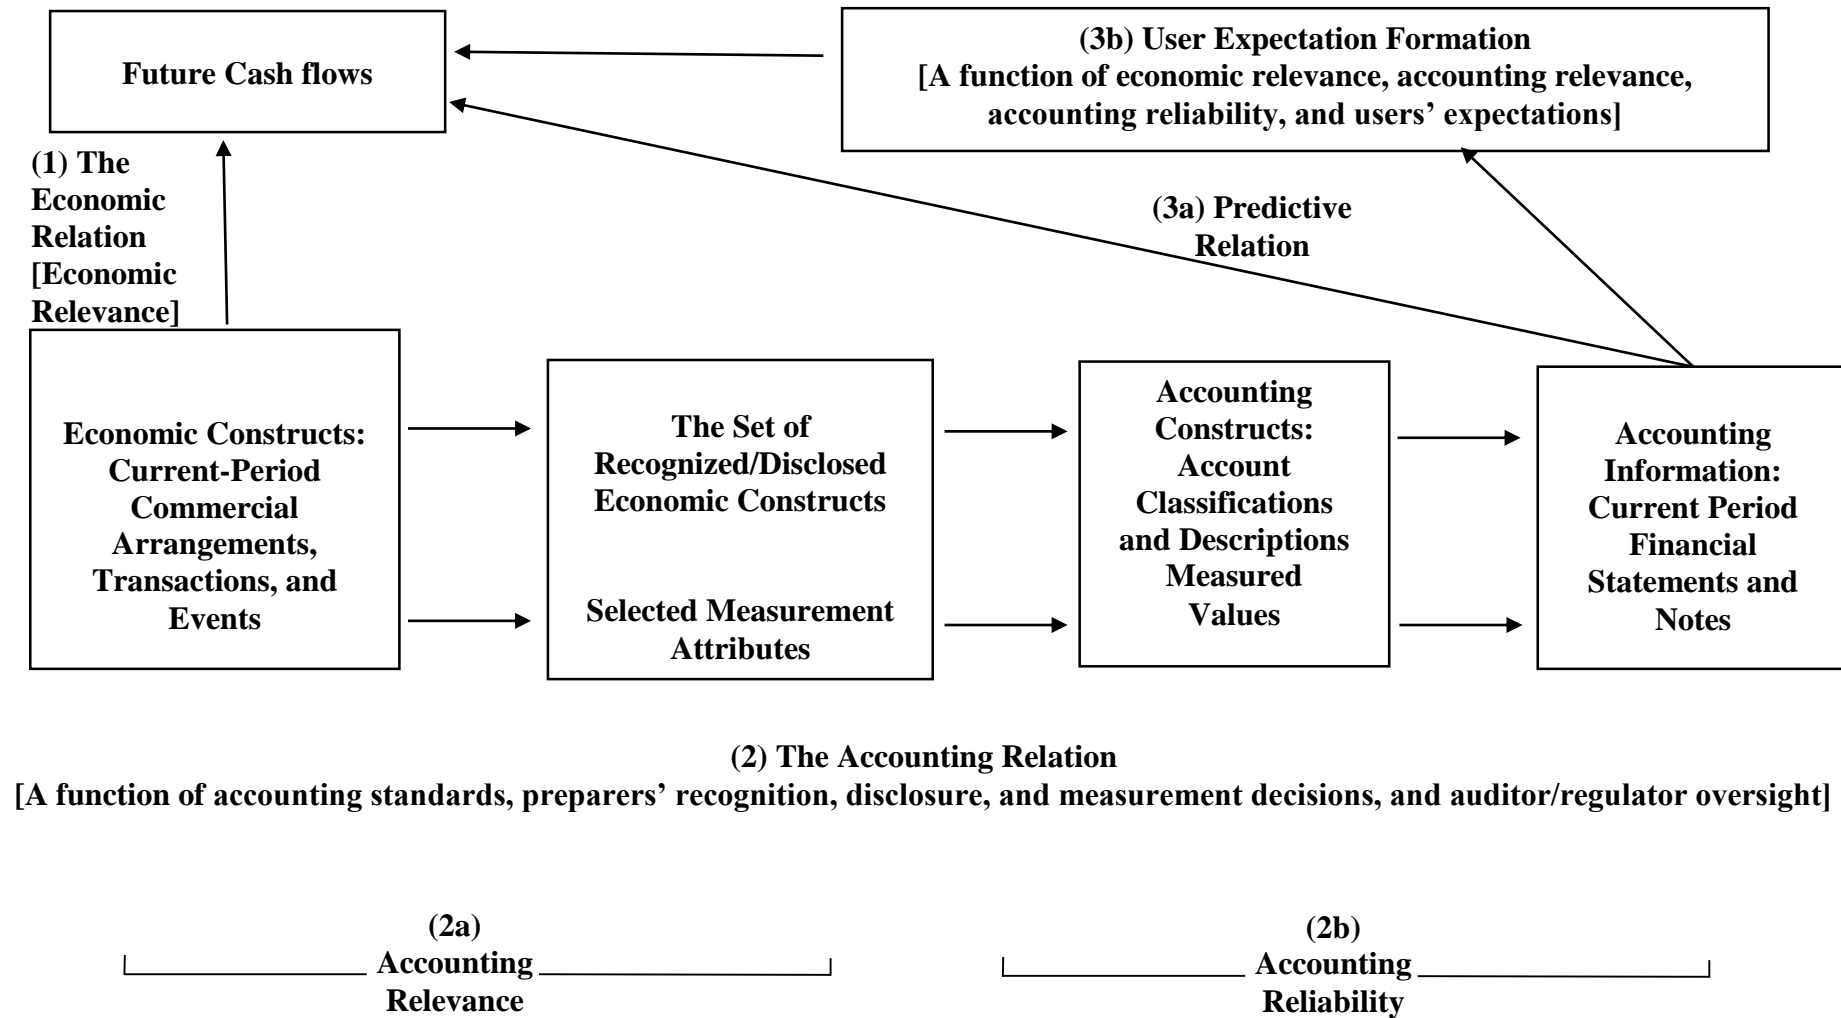 Future Cash flows
(3b) User Expectation Formation
[A function of economic relevance, accounting relevance,
accounting reliability, and users’ expectations]
(1) The
Economic
Relation
[Economic
Relevance]
(3a) Predictive
Relation
Economic Constructs:
Current-Period
Commercial
Arrangements,
Transactions, and
Events
The Set of
Recognized/Disclosed
Economic Constructs
Selected Measurement
Attributes
Accounting
Constructs:
Account
Classifications
and Descriptions
Measured
Values
Accounting
Information:
Current Period
Financial
Statements and
Notes
(2) The Accounting Relation
[A function of accounting standards, preparers’ recognition, disclosure, and measurement decisions, and auditor/regulator oversight]
(2a)
Accounting
Relevance
(2b)
Accounting
Reliability